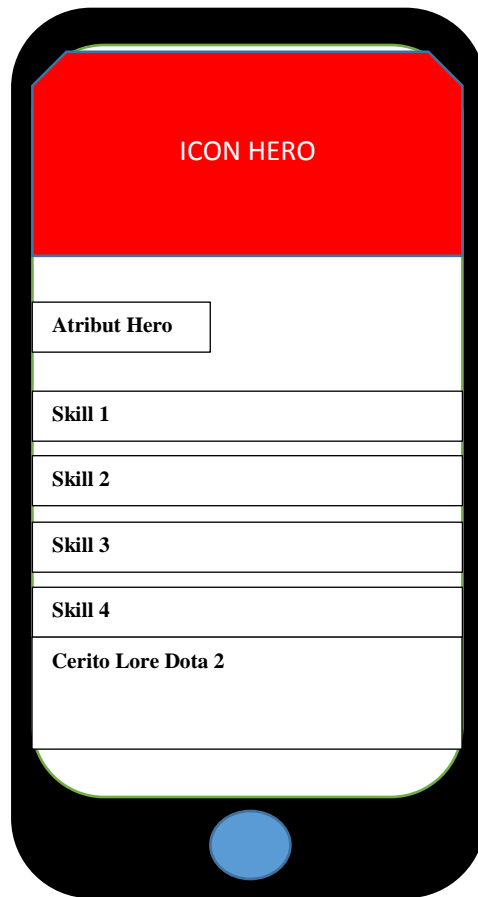 ICON HERO
Atribut Hero
Skill 1
Skill 2
Skill 3
Skill 4
Cerito Lore Dota 2